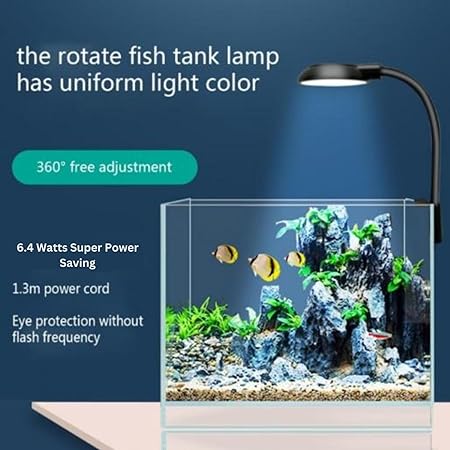 the rotate fish tank lamp
has uniform light color
360° free adjustment
6.4 Watts Super Power
Saving
1.3m power cord
Eye protection without
flash frequency